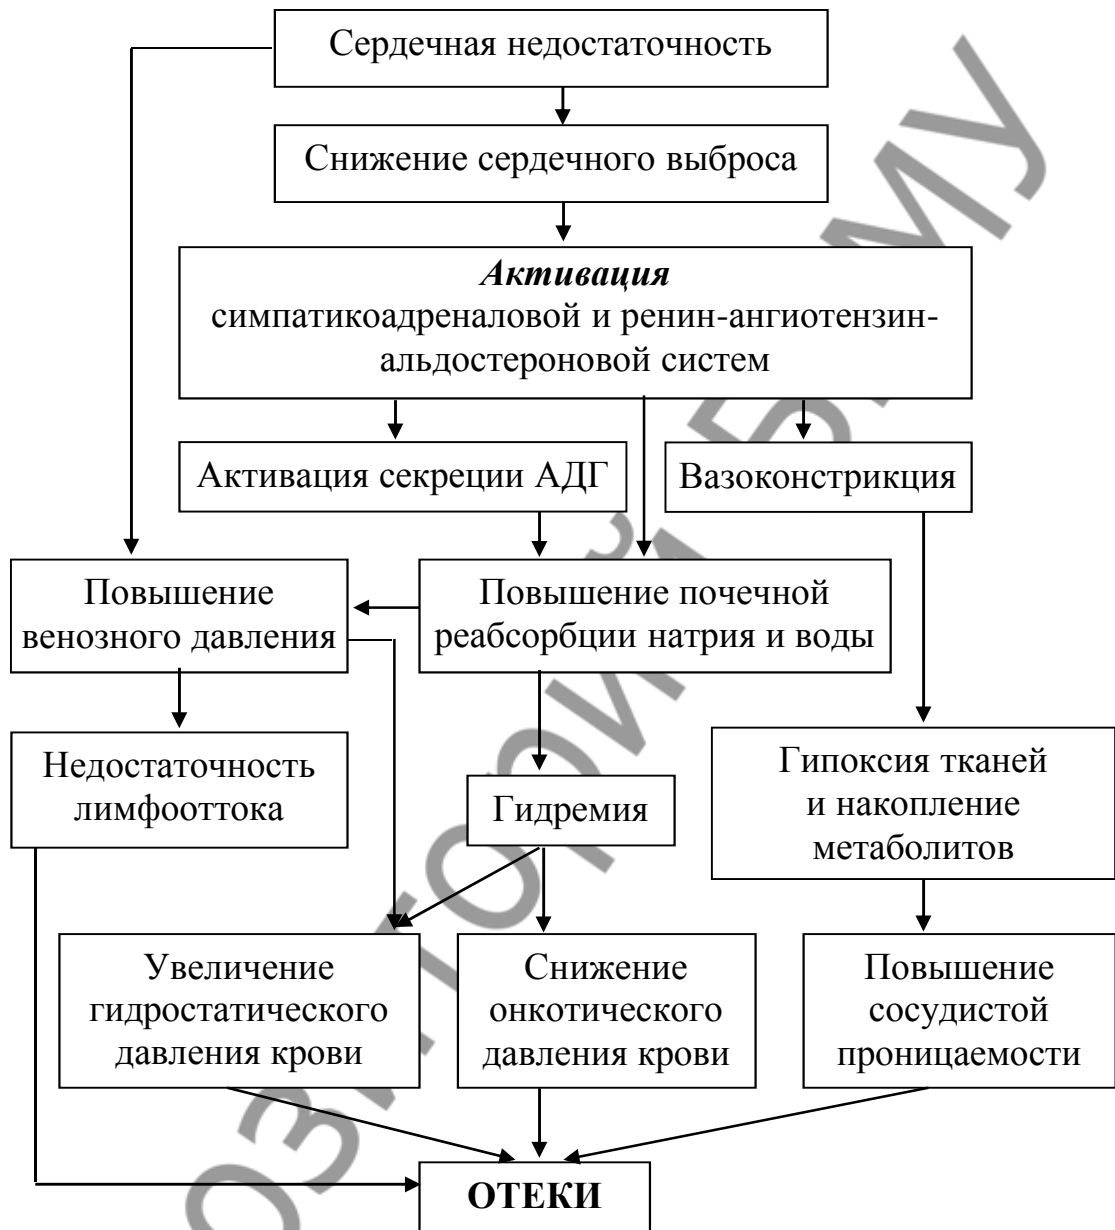 Сердечная недостаточность
Снижение сердечного выброса
Активация
симпатикоадреналовой и ренин-ангиотензин-
альдостероновой систем
Активация секреции АДГ
Вазоконстрикция
Повышение
венозного давления
Повышение почечной
реабсорбции натрия и воды
Недостаточность
лимфооттока
Гидремия
Гипоксия тканей
и накопление
метаболитов
Увеличение
гидростатического
давления крови
Снижение
онкотического
давления крови
Повышение
сосудистой
проницаемости
ОТЕКИ